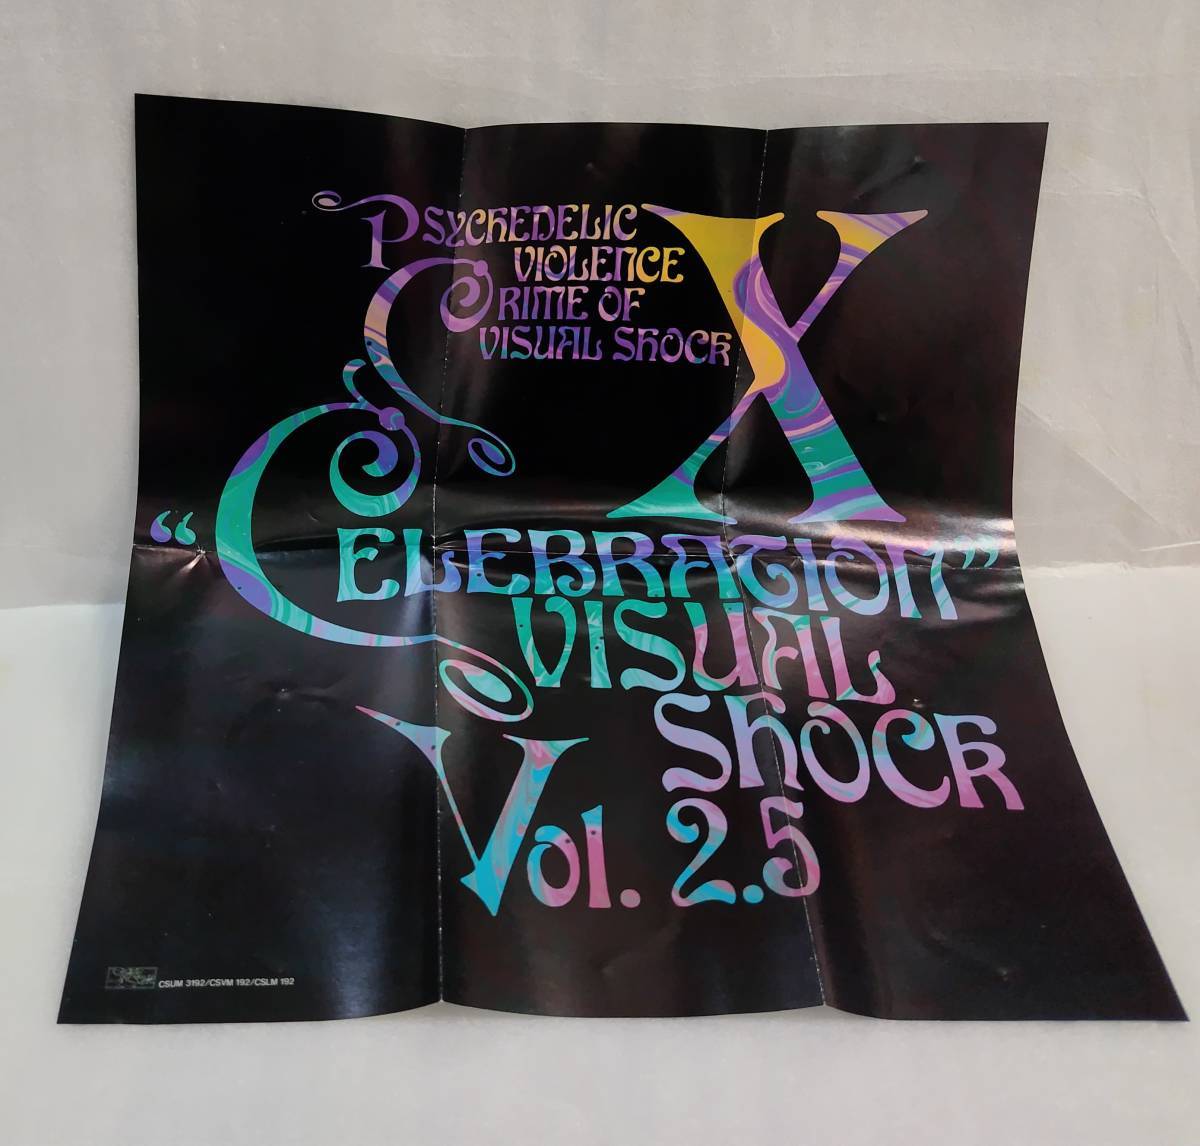 PSYCHEDELIC
VIOLENCE
CRIME OF
VISUAL SHOCK
X
“CELEBRATION”
VISUAL
SHOCK
Vol. 2.5
CSUM 3192/CSVM 192/CSLM 192